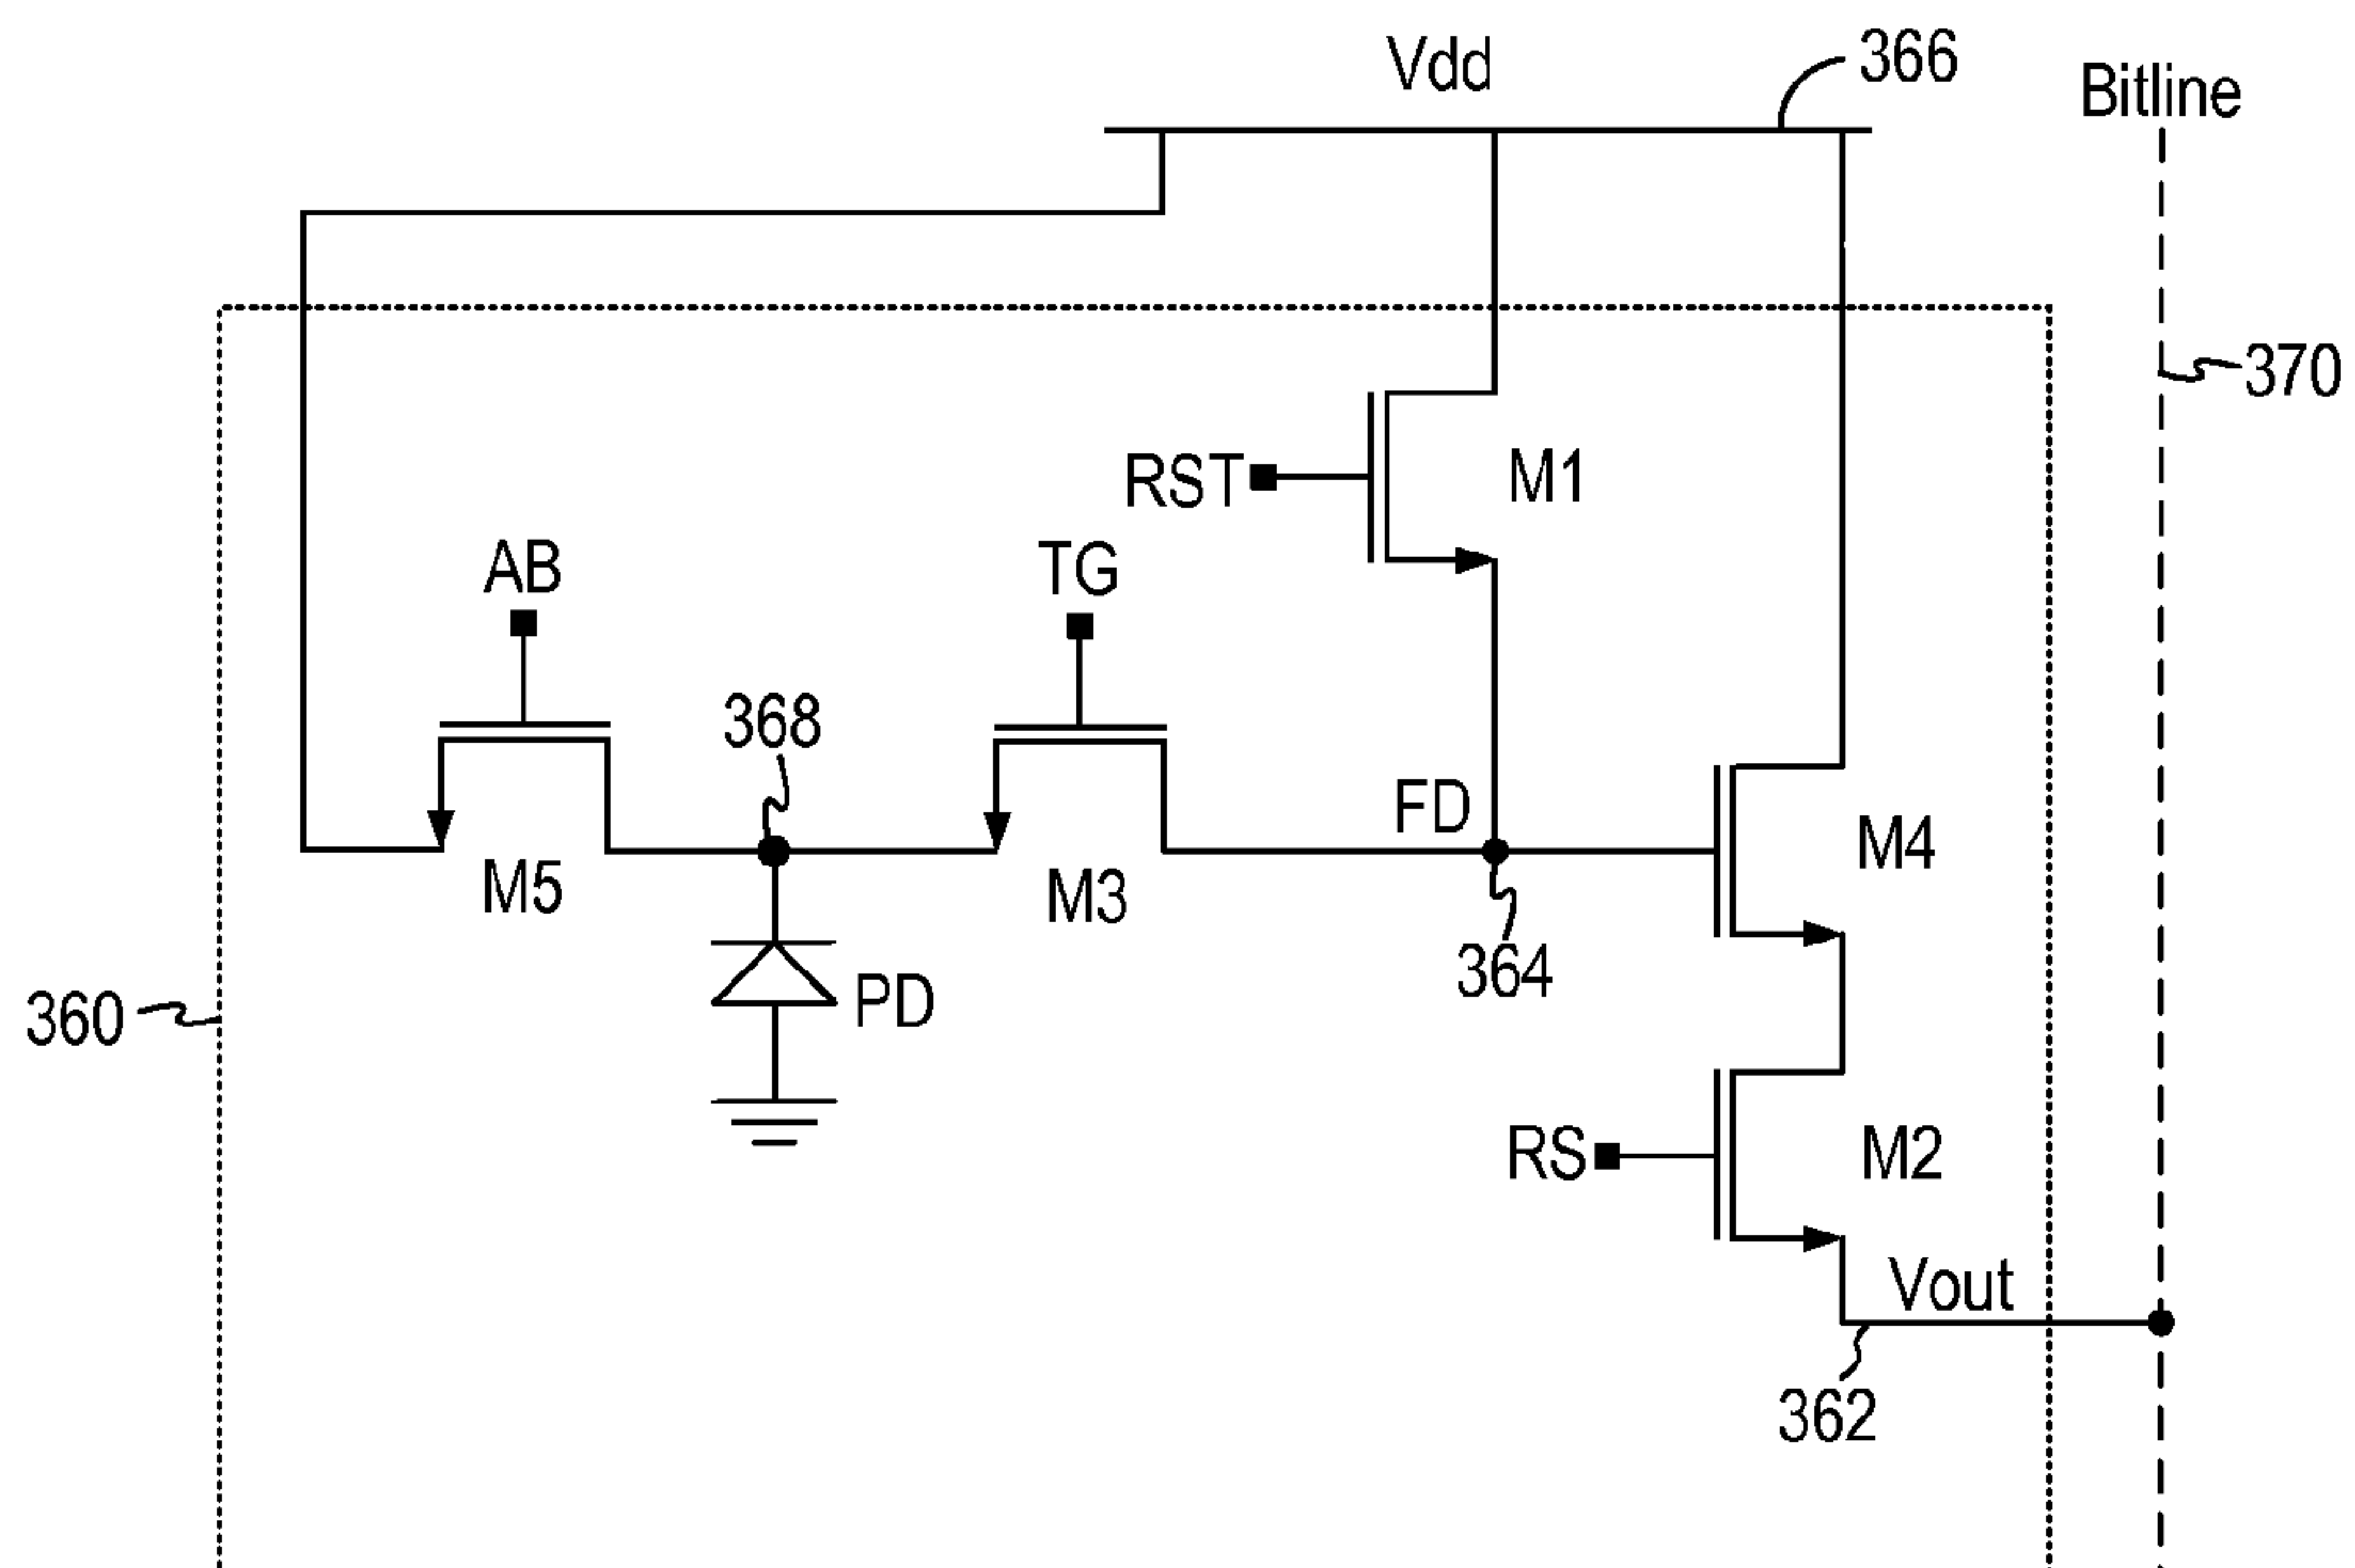 Vdd
366
Bitline
370
RST
M1
AB
TG
368
FD
M4
M5
M3
364
PD
360
RS
M2
Vout
362